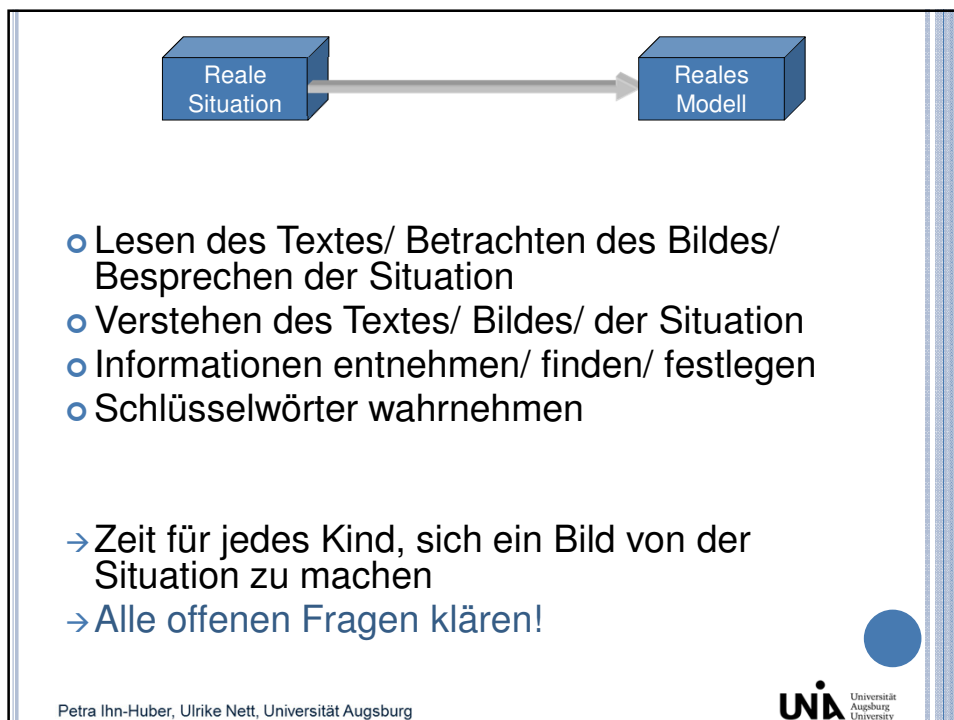 Reale
Situation
Reales
Modell
Lesen des Textes/ Betrachten des Bildes/
Besprechen der Situation
Verstehen des Textes/ Bildes/ der Situation
Informationen entnehmen/ finden/ festlegen
Schlüsselwörter wahrnehmen
→ Zeit für jedes Kind, sich ein Bild von der
Situation zu machen
→ Alle offenen Fragen klären!
Petra Ihn-Huber, Ulrike Nett, Universität Augsburg
UNIA
Universität
Augsburg
University